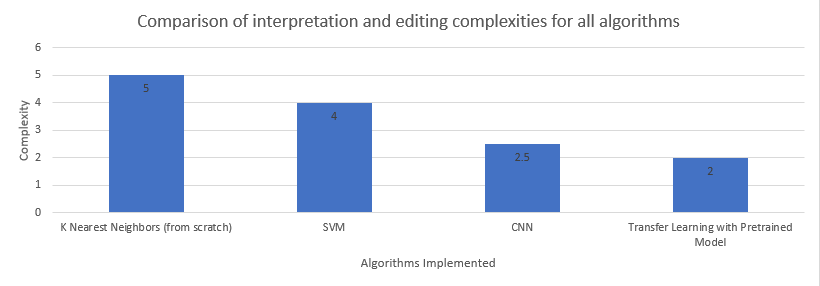 Comparison of interpretation and editing complexities for all algorithms
6
5
4
3
2
1
0
Complexity
5
4
2.5
2
K Nearest Neighbors (from scratch)
SVM
CNN
Transfer Learning with Pretrained
Model
Algorithms Implemented